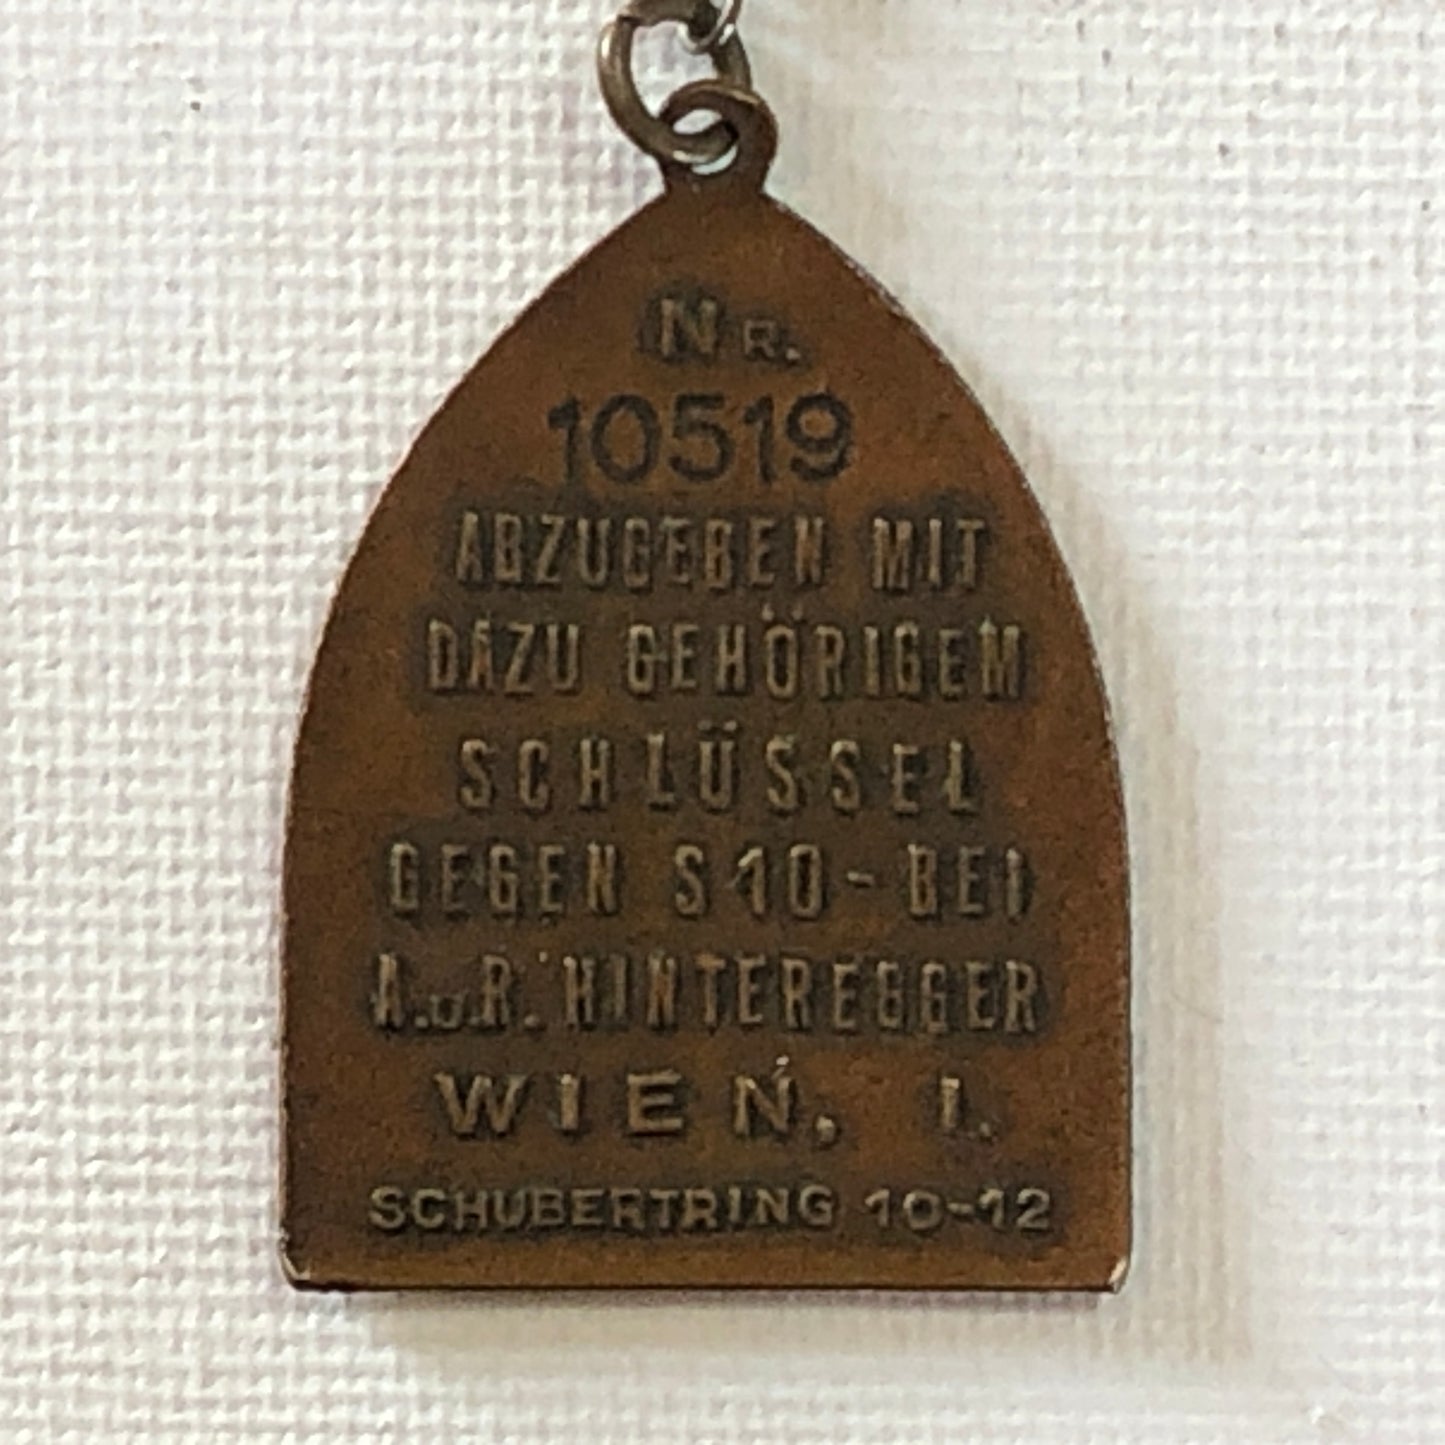 NR.
10519
ABZUGEBEN MIT
DAZU GEHÖRIGEM
SCHLÜSSEL
GEGEN S 10 - BEI
A.u.R. HINTEREGGER
WIEN, I.
SCHUBERTRING 10-12